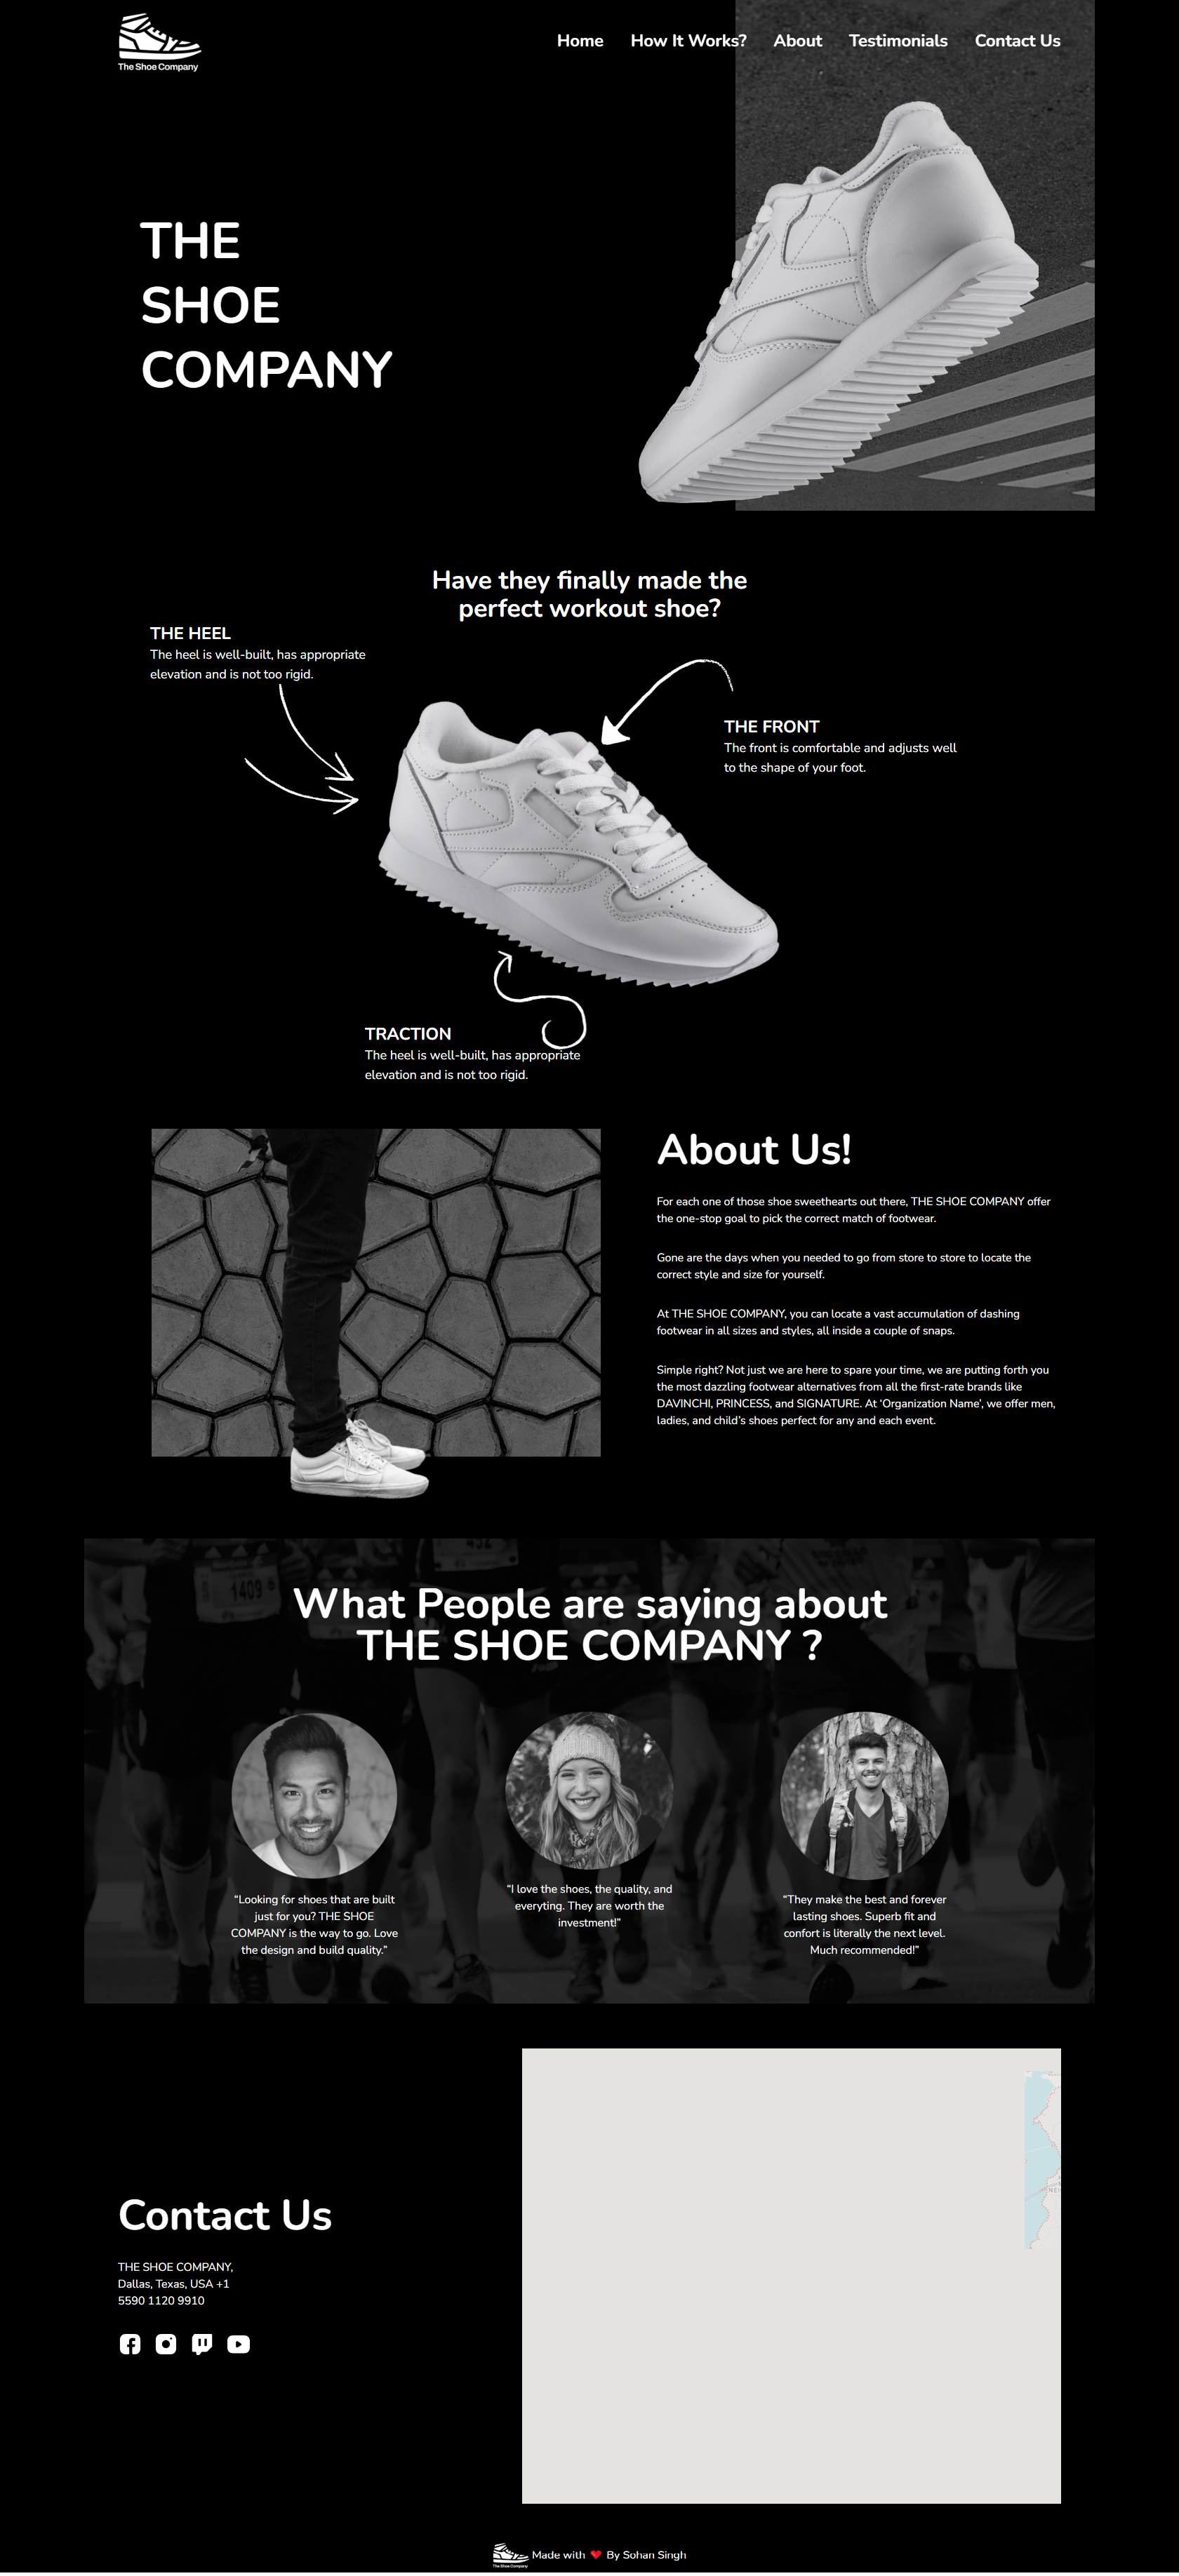 The Shoe Company
Home How It Works? About Testimonials Contact Us
THE
SHOE
COMPANY
Have they finally made the
perfect workout shoe?
THE HEEL
The heel is well-built, has appropriate
elevation and is not too rigid.
THE FRONT
The front is comfortable and adjusts well
to the shape of your foot.
TRACTION
The heel is well-built, has appropriate
elevation and is not too rigid.
About Us!
For each one of those shoe sweethearts out there, THE SHOE COMPANY offer
the one-stop goal to pick the correct match of footwear.
Gone are the days when you needed to go from store to store to locate the
correct style and size for yourself.
At THE SHOE COMPANY, you can locate a vast accumulation of dashing
footwear in all sizes and styles, all inside a couple of snaps.
Simple right? Not just we are here to spare your time, we are putting forth you
the most dazzling footwear alternatives from all the first-rate brands like
DAVINCHI, PRINCESS, and SIGNATURE. At 'Organization Name', we offer men,
ladies, and child's shoes perfect for any and each event.
1409
What People are saying about
THE SHOE COMPANY ?
“Looking for shoes that are built
just for you? THE SHOE
COMPANY is the way to go. Love
the design and build quality.”
“I love the shoes, the quality, and
everyting. They are worth the
investment!”
“They make the best and forever
lasting shoes. Superb fit and
confort is literally the next level.
Much recommended!”
Contact Us
THE SHOE COMPANY,
Dallas, Texas, USA +1
5590 1120 9910
The Shoe Company
Made with ❤ By Sohan Singh